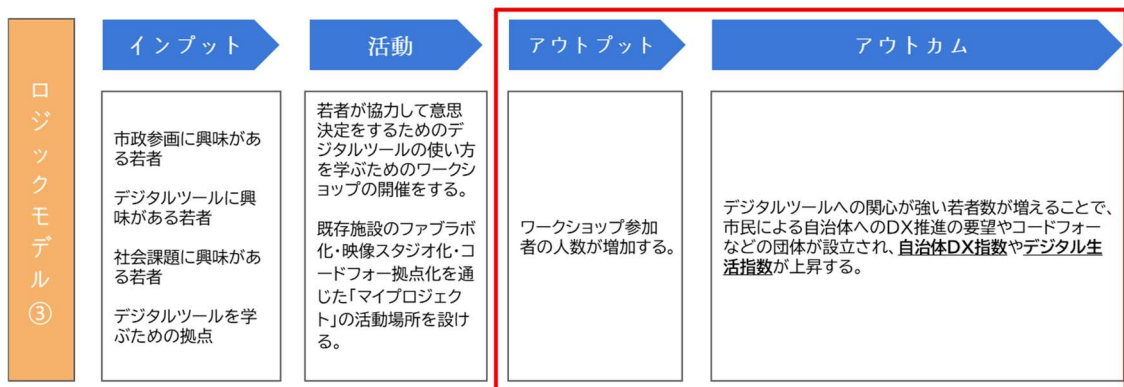 ロジックモデル③
インプット
活動
アウトプット
アウトカム
市政参画に興味があ
る若者
デジタルツールに興
味がある若者
社会課題に興味があ
る若者
デジタルツールを学
ぶための拠点
若者が協力して意思
決定をするためのデ
ジタルツールの使い方
を学ぶためのワークシ
ョップの開催をする。
既存施設のファブラボ
化・映像スタジオ化・コ
ードフォー拠点化を通
じた「マイプロジェク
ト」の活動場所を設け
る。
ワークショップ参加
者の人数が増加する。
デジタルツールへの関心が強い若者数が増えることで、
市民による自治体へのDX推進の要望やコードフォー
などの団体が設立され、自治体DX指数やデジタル生
活指数が上昇する。